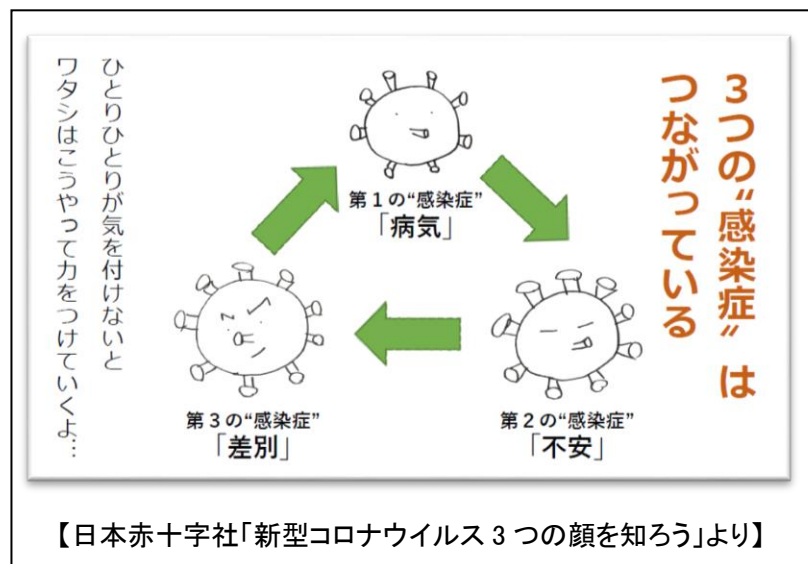 3つの“感染症”は
つながっている
第1の“感染症”
「病気」
第2の“感染症”
「不安」
第3の“感染症”
「差別」
ひとりひとりが気を付けないと
ワタシはこうやって力をつけていくよ…
【日本赤十字社「新型コロナウイルス3つの顔を知ろう」より】